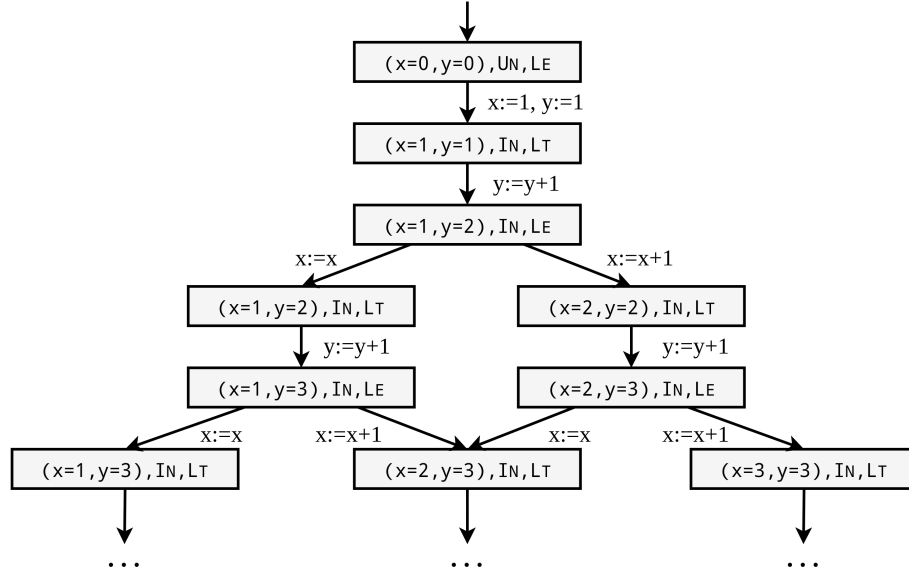 (x=0,y=0),Un,Le
x:=1, y:=1
(x=1,y=1),In,Lt
y:=y+1
(x=1,y=2),In,Le
x:=x x:=x+1
(x=1,y=2),In,Lt (x=2,y=2),In,Lt
y:=y+1 y:=y+1
(x=1,y=3),In,Le (x=2,y=3),In,Le
x:=x x:=x+1 x:=x x:=x+1
(x=1,y=3),In,Lt (x=2,y=3),In,Lt (x=3,y=3),In,Lt
... ... ...